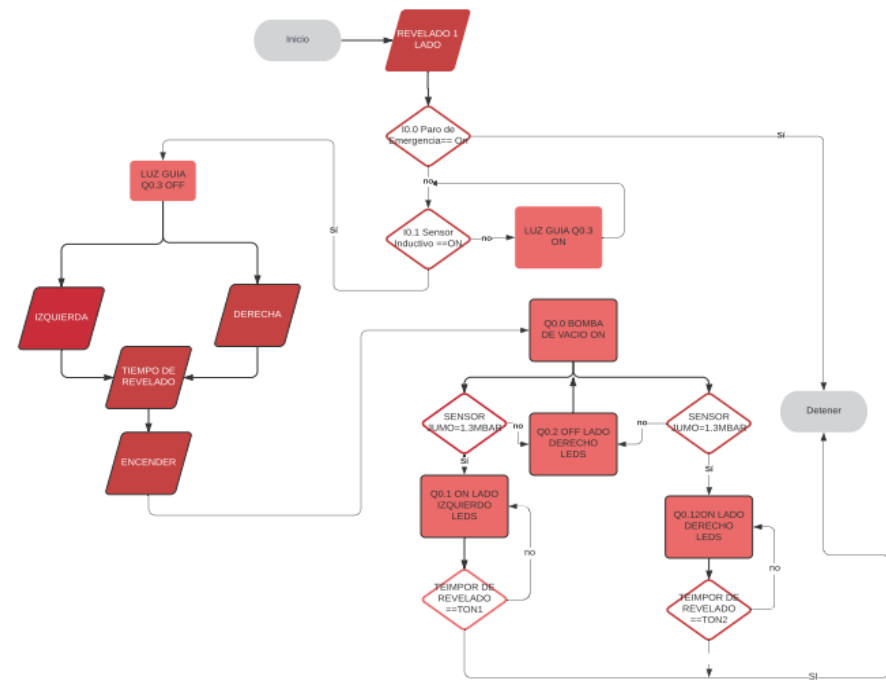 Inicio
REVELADO 1
LADO
I0.0 Paro de
Emergencia== On
Sí
no
LUZ GUIA
Q0.3 OFF
I0.1 Sensor
Inductivo ==ON
no
LUZ GUIA Q0.3
ON
Sí
IZQUIERDA
DERECHA
TIEMPO DE
REVELADO
ENCENDER
Q0.0 BOMBA
DE VACIO ON
SENSOR
JUMO=1.3MBAR
no
Q0.2 OFF LADO
DERECHO
LEDS
no
SENSOR
JUMO=1.3MBAR
Detener
Sí
Sí
Q0.1 ON LADO
IZQUIERDO
LEDS
Q0.12ON LADO
DERECHO
LEDS
no
no
TEIMPOR DE
REVELADO
==TON1
TEIMPOR DE
REVELADO
==TON2
SI